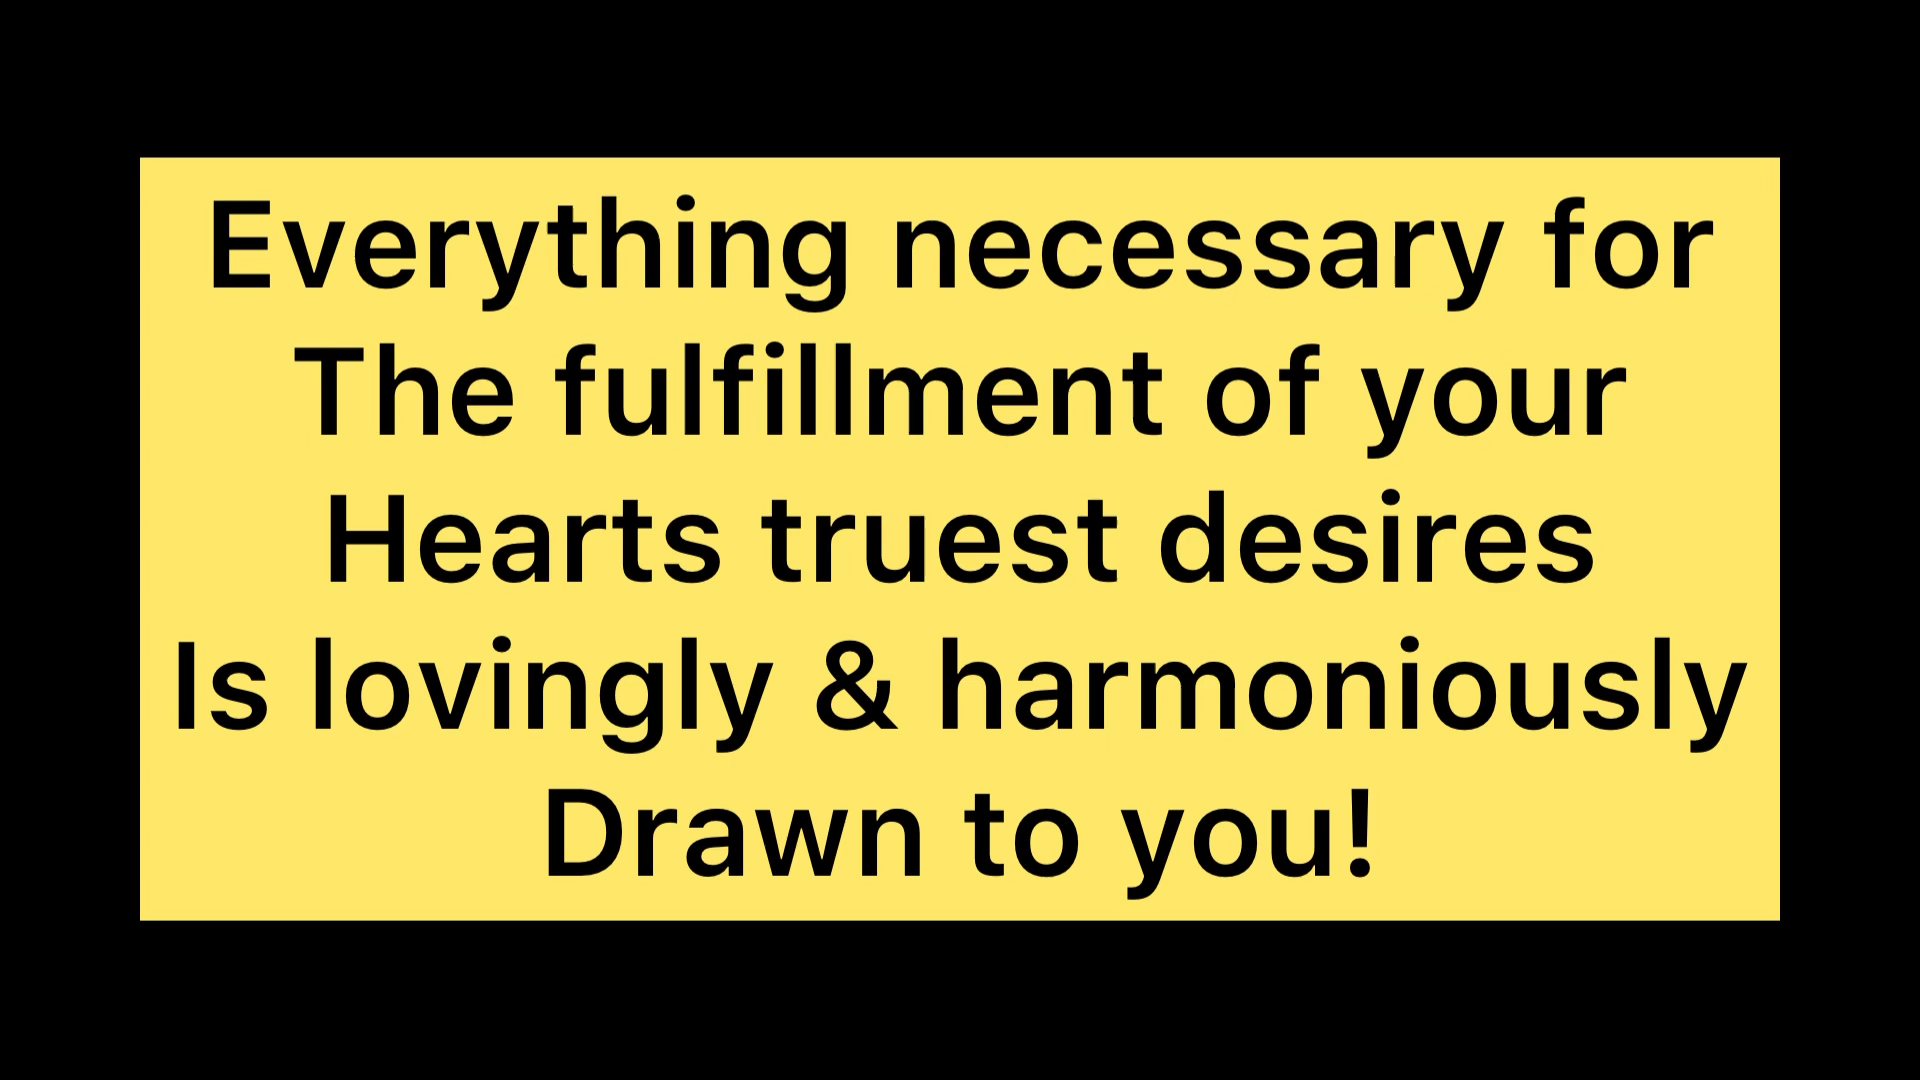 Everything necessary for
The fulfillment of your
Hearts truest desires
Is lovingly & harmoniously
Drawn to you!